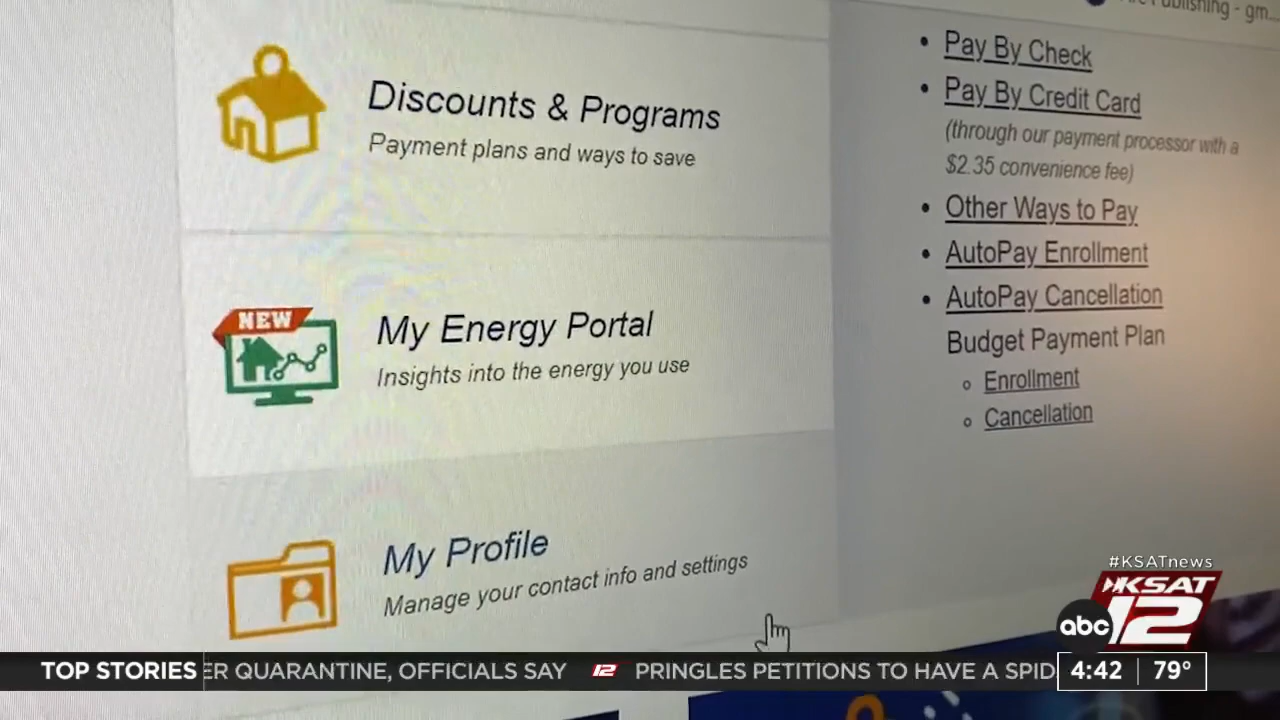 Publishing - gm...
Discounts & Programs
Payment plans and ways to save
NEW
My Energy Portal
Insights into the energy you use
My Profile
Manage your contact info and settings
• Pay By Check
• Pay By Credit Card
(through our payment processor with a
$2.35 convenience fee)
• Other Ways to Pay
• AutoPay Enrollment
• AutoPay Cancellation
Budget Payment Plan
○ Enrollment
○ Cancellation
#KSATnews
KSAT
abc 12
TOP STORIES ER QUARANTINE, OFFICIALS SAY 12 PRINGLES PETITIONS TO HAVE A SPID 4:42 79°